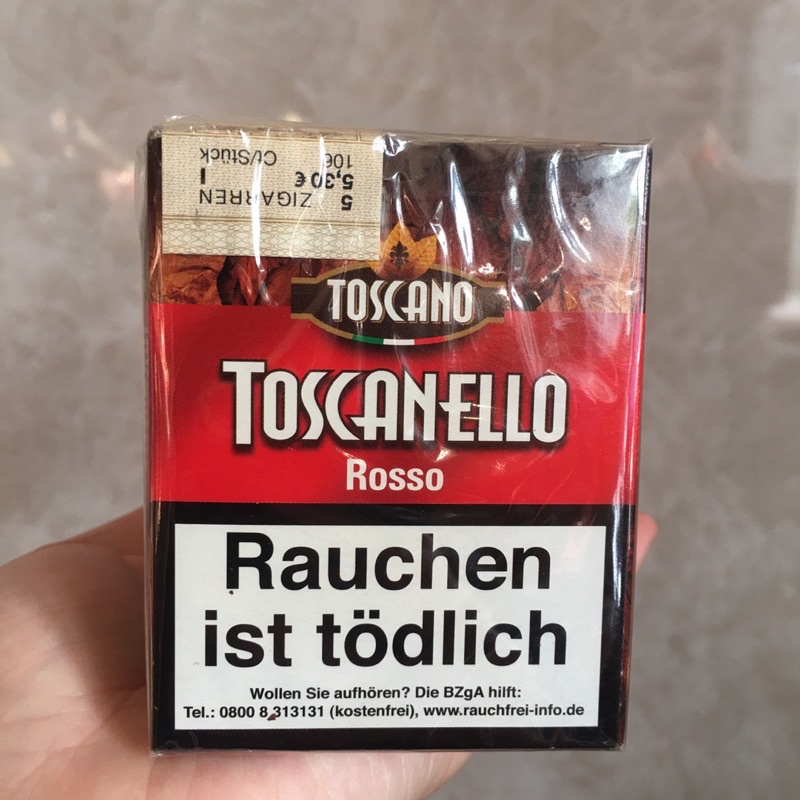 5 ZIGARREN
5,30 € I
106 Ct/Stück
TOSCANO
TOSCANELLO
Rosso
Rauchen
ist tödlich
Wollen Sie aufhören? Die BZgA hilft:
Tel.: 0800 8 313131 (kostenfrei), www.rauchfrei-info.de